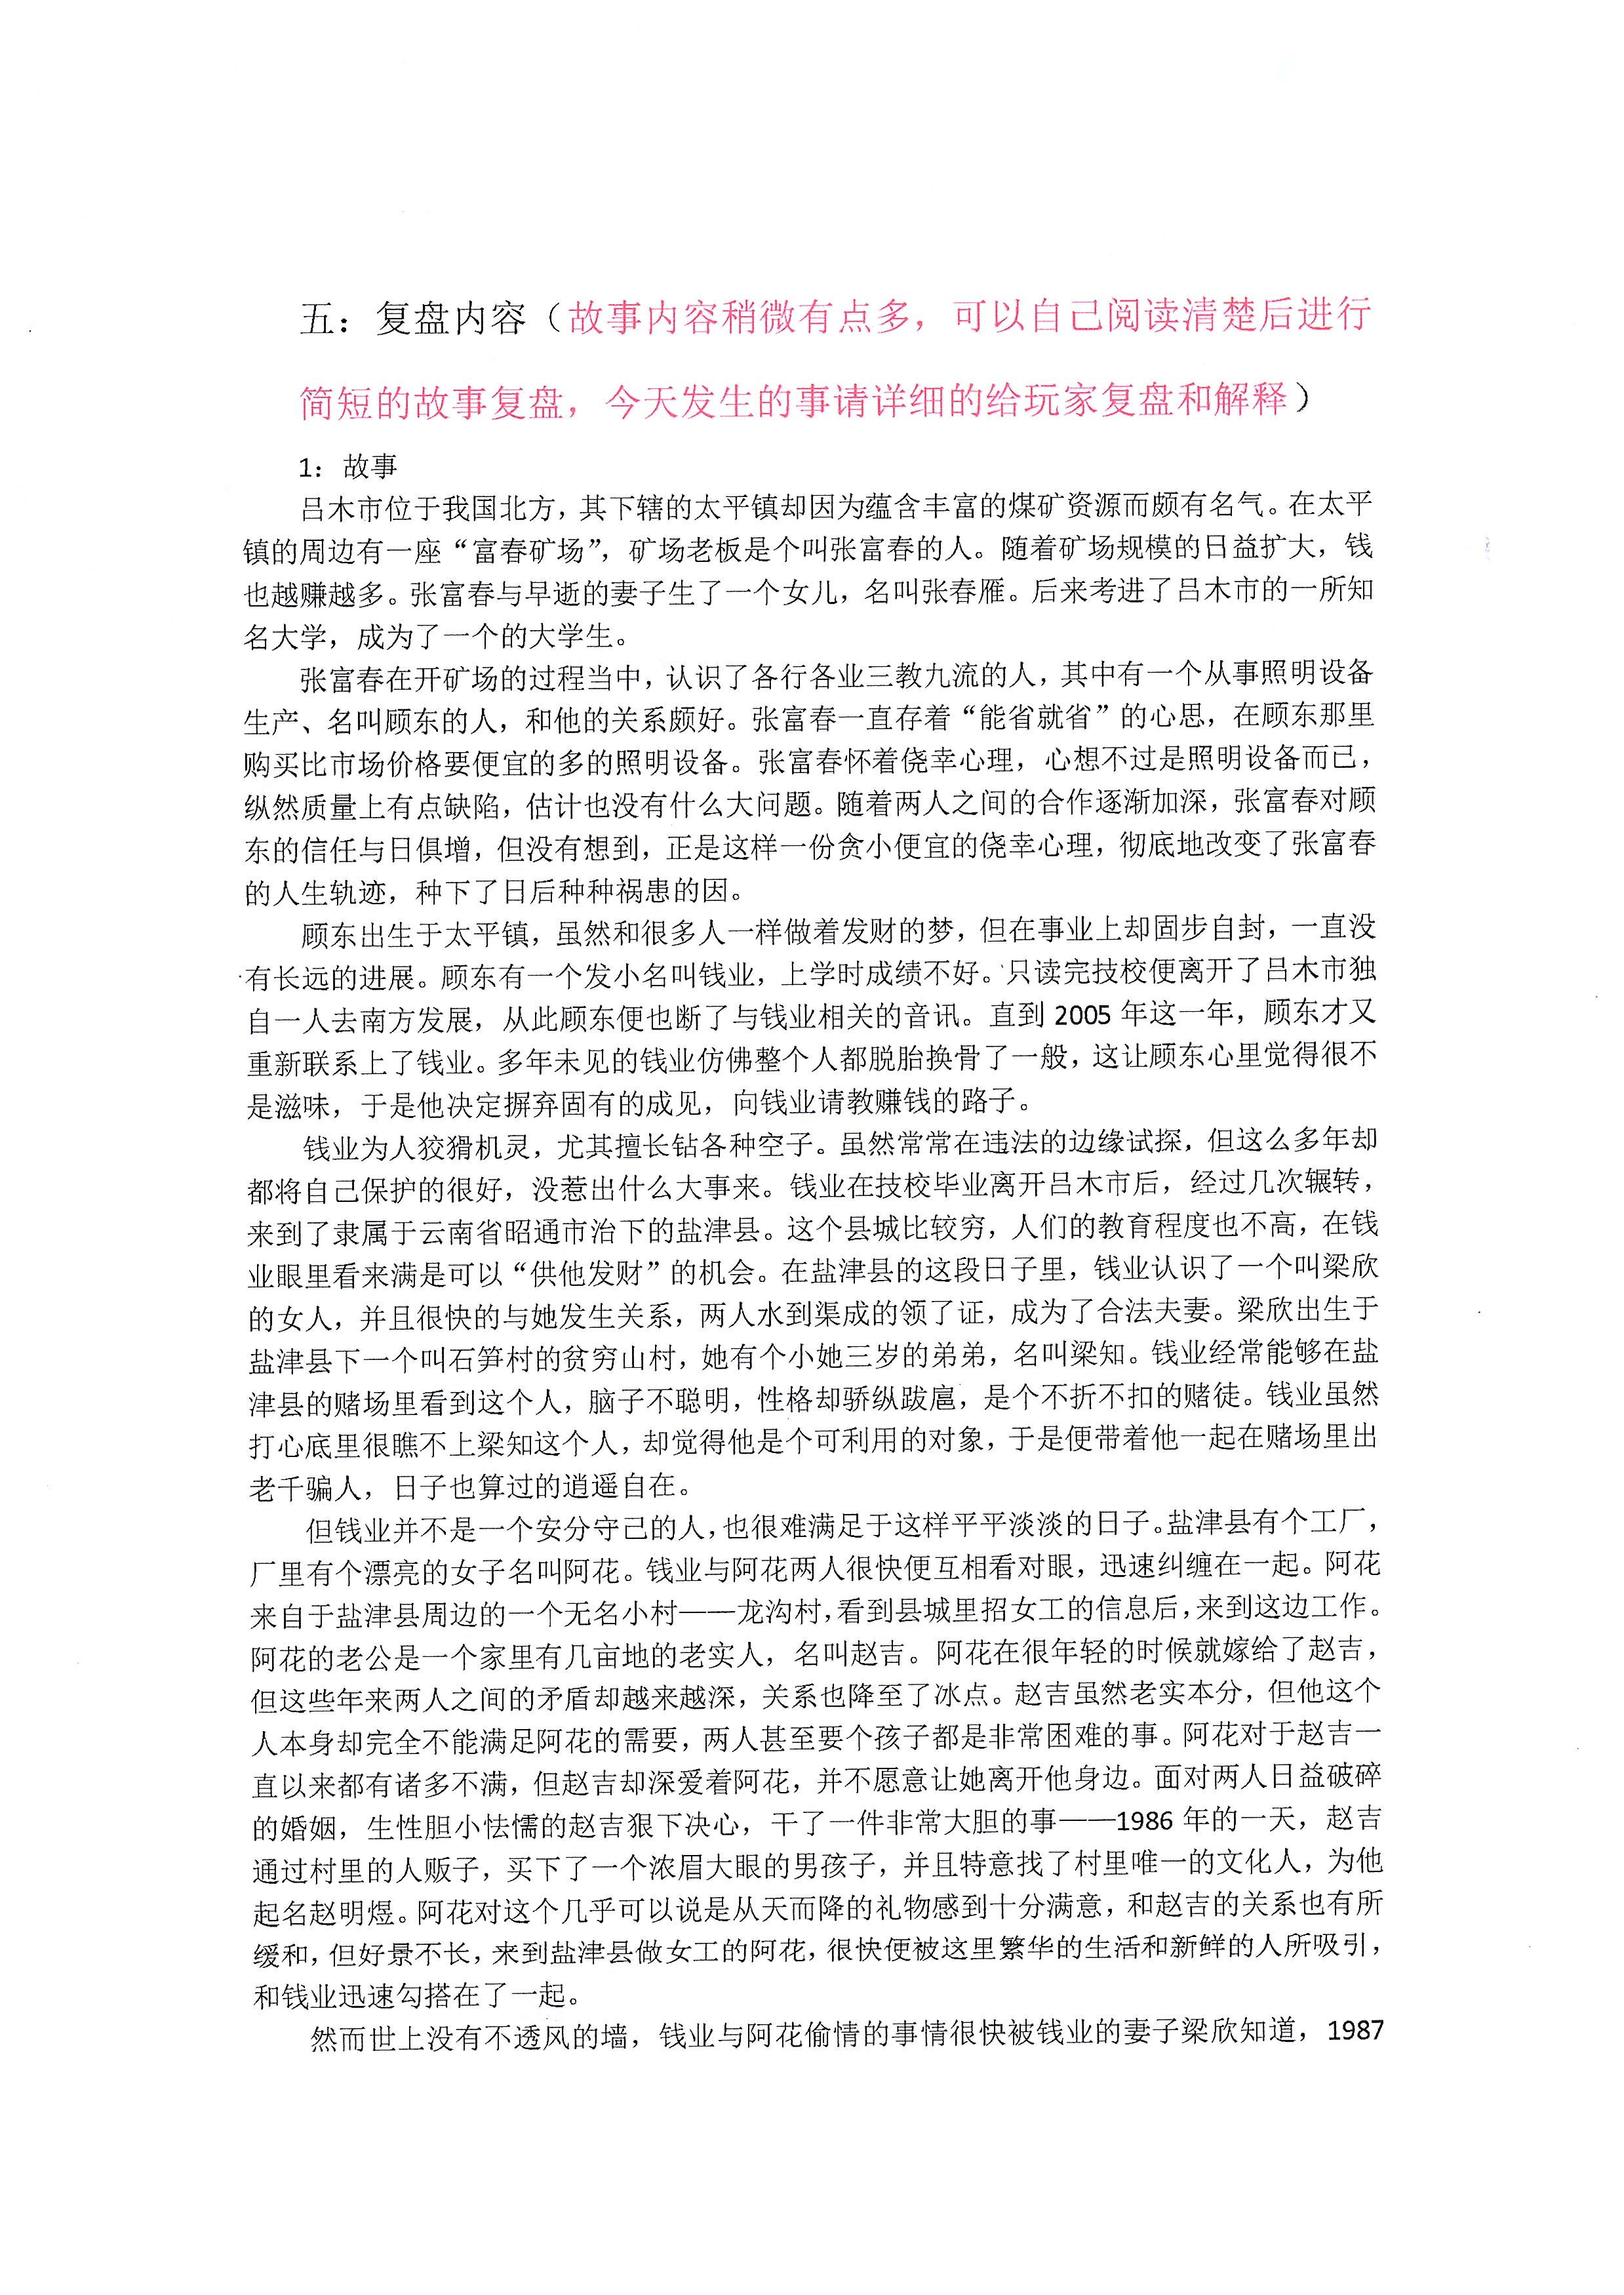 五：复盘内容（故事内容稍微有点多，可以自己阅读清楚后进行
简短的故事复盘，今天发生的事请详细的给玩家复盘和解释）
1：故事
吕木市位于我国北方，其下辖的太平镇却因为蕴含丰富的煤矿资源而颇有名气。在太平
镇的周边有一座“富春矿场”，矿场老板是个叫张富春的人。随着矿场规模的日益扩大，钱
也越赚越多。张富春与早逝的妻子生了一个女儿，名叫张春雁。后来考进了吕木市的一所知
名大学，成为了一个的大学生。
张富春在开矿场的过程当中，认识了各行各业三教九流的人，其中有一个从事照明设备
生产、名叫顾东的人，和他的关系颇好。张富春一直存着“能省就省”的心思，在顾东那里
购买比市场价格要便宜的多的照明设备。张富春怀着侥幸心理，心想不过是照明设备而已，
纵然质量上有点缺陷，估计也没有什么大问题。随着两人之间的合作逐渐加深，张富春对顾
东的信任与日俱增，但没有想到，正是这样一份贪小便宜的侥幸心理，彻底地改变了张富春
的人生轨迹，种下了日后种种祸患的因。
顾东出生于太平镇，虽然和很多人一样做着发财的梦，但在事业上却固步自封，一直没
有长远的进展。顾东有一个发小名叫钱业，上学时成绩不好。只读完技校便离开了吕木市独
自一人去南方发展，从此顾东便也断了与钱业相关的音讯。直到 2005 年这一年，顾东才又
重新联系上了钱业。多年未见的钱业仿佛整个人都脱胎换骨了一般，这让顾东心里觉得很不
是滋味，于是他决定摒弃固有的成见，向钱业请教赚钱的路子。
钱业为人狡猾机灵，尤其擅长钻各种空子。虽然常常在违法的边缘试探，但这么多年却
都将自己保护的很好，没惹出什么大事来。钱业在技校毕业离开吕木市后，经过几次辗转，
来到了隶属于云南省昭通市治下的盐津县。这个县城比较穷，人们的教育程度也不高，在钱
业眼里看来满是可以“供他发财”的机会。在盐津县的这段日子里，钱业认识了一个叫梁欣
的女人，并且很快的与她发生关系，两人水到渠成的领了证，成为了合法夫妻。梁欣出生于
盐津县下一个叫石笋村的贫穷山村，她有个小她三岁的弟弟，名叫梁知。钱业经常能够在盐
津县的赌场里看到这个人，脑子不聪明，性格却骄纵跋扈，是个不折不扣的赌徒。钱业虽然
打心底里很瞧不上梁知这个人，却觉得他是个可利用的对象，于是便带着他一起在赌场里出
老千骗人，日子也算过的逍遥自在。
但钱业并不是一个安分守己的人，也很难满足于这样平平淡淡的日子。盐津县有个工厂，
厂里有个漂亮的女子名叫阿花。钱业与阿花两人很快便互相看对眼，迅速纠缠在一起。阿花
来自于盐津县周边的一个无名小村——龙沟村，看到县城里招女工的信息后，来到这边工作。
阿花的老公是一个家里有几亩地的老实人，名叫赵吉。阿花在很年轻的时候就嫁给了赵吉，
但这些年来两人之间的矛盾却越来越深，关系也降至了冰点。赵吉虽然老实本分，但他这个
人本身却完全不能满足阿花的需要，两人甚至要个孩子都是非常困难的事。阿花对于赵吉一
直以来都有诸多不满，但赵吉却深爱着阿花，并不愿意让她离开他身边。面对两人日益破碎
的婚姻，生性胆小怯懦的赵吉狠下决心，干了一件非常大胆的事——1986 年的一天，赵吉
通过村里的人贩子，买下了一个浓眉大眼的男孩子，并且特意找了村里唯一的文化人，为他
起名赵明煜。阿花对这个几乎可以说是从天而降的礼物感到十分满意，和赵吉的关系也有所
缓和，但好景不长，来到盐津县做女工的阿花，很快便被这里繁华的生活和新鲜的人所吸引，
和钱业迅速勾搭在了一起。
然而世上没有不透风的墙，钱业与阿花偷情的事情很快被钱业的妻子梁欣知道，1987